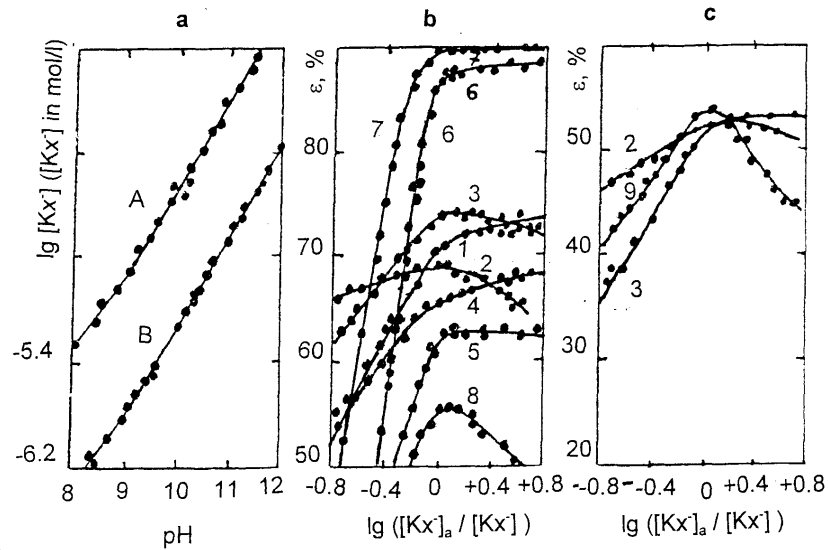 a
b
c
lg [Kx⁻] ([Kx⁻] in mol/l)
-5.4
-6.2
A
B
8 9 10 11 12
pH
ε, %
80
70
60
50
7
7
6
6
3
1
2
4
5
8
-0.8 -0.4 0 +0.4 +0.8
lg ([Kx⁻]ₐ / [Kx⁻])
ε, %
50
40
30
20
2
9
3
-0.8 -0.4 0 +0.4 +0.8
lg ([Kx⁻]ₐ / [Kx⁻])